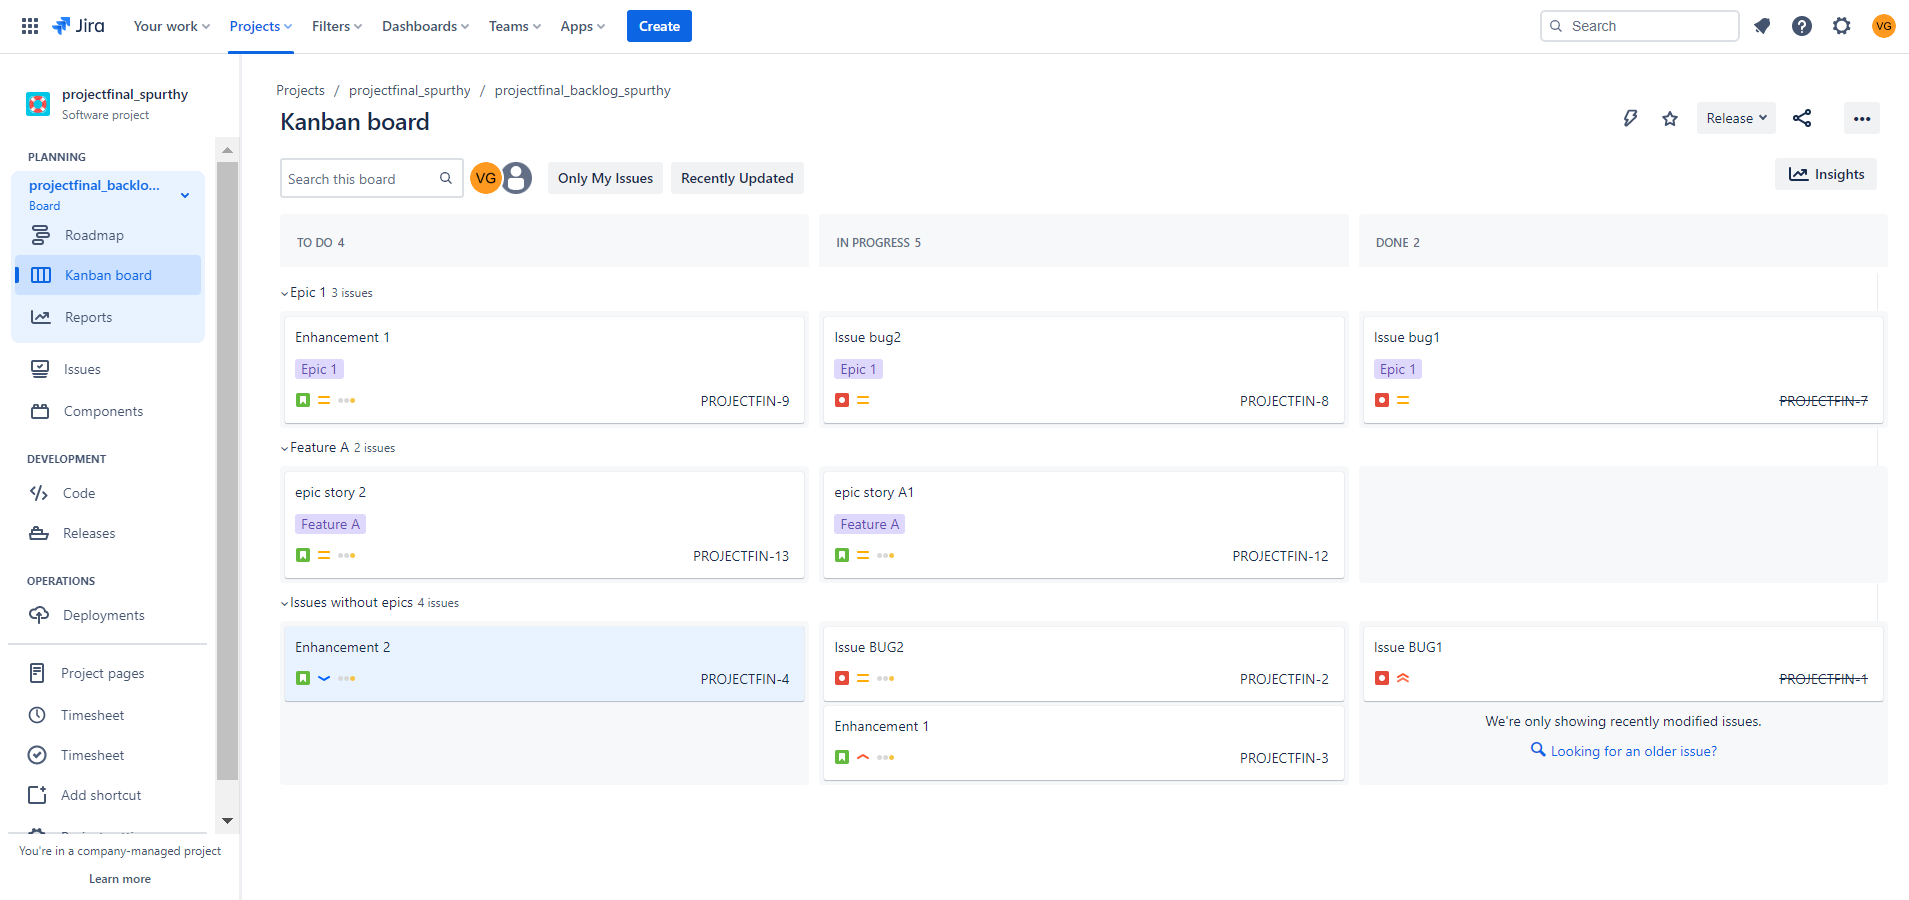 Jira
Your work
Projects
Filters
Dashboards
Teams
Apps
Create
Search
VG
projectfinal_spurthy
Software project
PLANNING
projectfinal_backlo...
Board
Roadmap
Kanban board
Reports
Issues
Components
DEVELOPMENT
Code
Releases
OPERATIONS
Deployments
Project pages
Timesheet
Timesheet
Add shortcut
You're in a company-managed project
Learn more
Projects / projectfinal_spurthy / projectfinal_backlog_spurthy
Kanban board
Release
Search this board
VG
Only My Issues
Recently Updated
Insights
TO DO 4
IN PROGRESS 5
DONE 2
Epic 1 3 issues
Enhancement 1
Epic 1
PROJECTFIN-9
Issue bug2
Epic 1
PROJECTFIN-8
Issue bug1
Epic 1
PROJECTFIN-7
Feature A 2 issues
epic story 2
Feature A
PROJECTFIN-13
epic story A1
Feature A
PROJECTFIN-12
Issues without epics 4 issues
Enhancement 2
PROJECTFIN-4
Issue BUG2
PROJECTFIN-2
Enhancement 1
PROJECTFIN-3
Issue BUG1
PROJECTFIN-1
We're only showing recently modified issues.
Looking for an older issue?